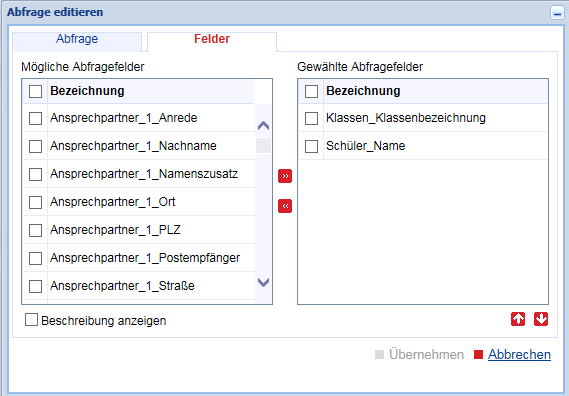 Abfrage editieren
Abfrage
Felder
Mögliche Abfragefelder
Bezeichnung
Ansprechpartner_1_Anrede
Ansprechpartner_1_Nachname
Ansprechpartner_1_Namenszusatz
Ansprechpartner_1_Ort
Ansprechpartner_1_PLZ
Ansprechpartner_1_Postempfänger
Ansprechpartner_1_Straße
Beschreibung anzeigen
Gewählte Abfragefelder
Bezeichnung
Klassen_Klassenbezeichnung
Schüler_Name
Übernehmen
Abbrechen